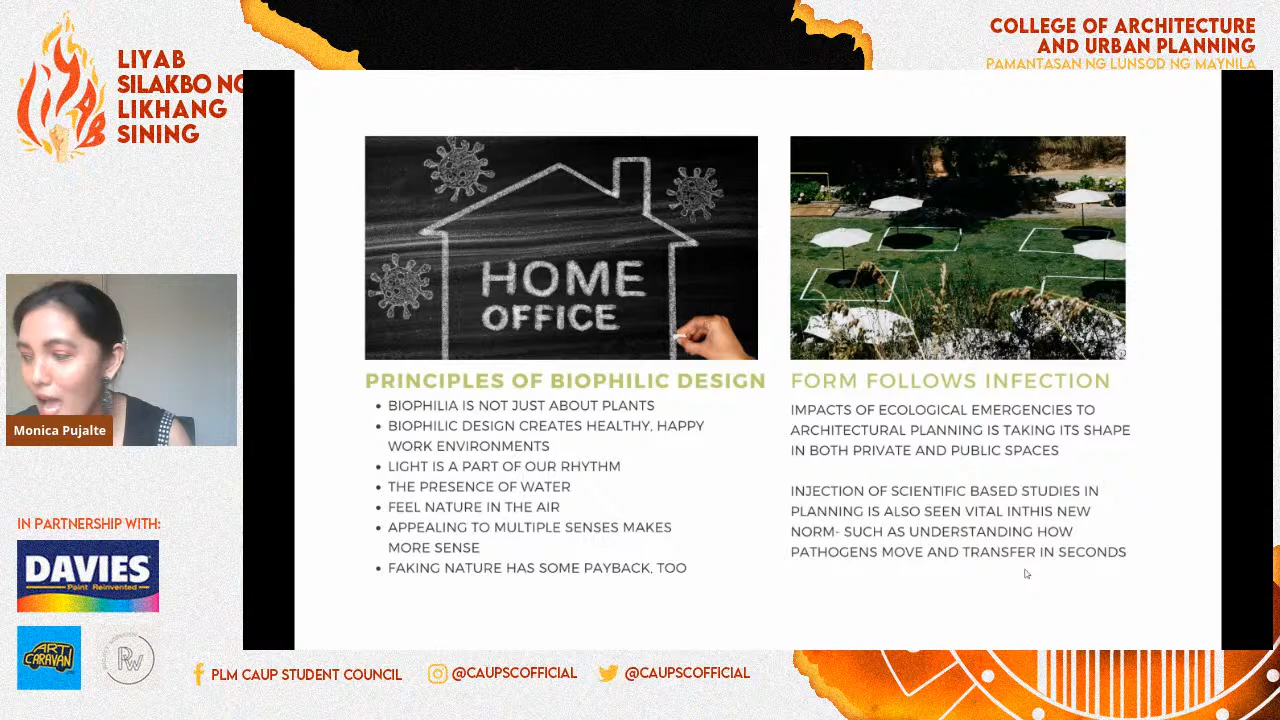 LIYAB
SILAKBO NG
LIKHANG
SINING
COLLEGE OF ARCHITECTURE
AND URBAN PLANNING
PAMANTASAN NG LUNSOD NG MAYNILA
HOME
OFFICE
PRINCIPLES OF BIOPHILIC DESIGN
• BIOPHILIA IS NOT JUST ABOUT PLANTS
• BIOPHILIC DESIGN CREATES HEALTHY, HAPPY
WORK ENVIRONMENTS
• LIGHT IS A PART OF OUR RHYTHM
• THE PRESENCE OF WATER
• FEEL NATURE IN THE AIR
• APPEALING TO MULTIPLE SENSES MAKES
MORE SENSE
• FAKING NATURE HAS SOME PAYBACK, TOO
FORM FOLLOWS INFECTION
IMPACTS OF ECOLOGICAL EMERGENCIES TO
ARCHITECTURAL PLANNING IS TAKING ITS SHAPE
IN BOTH PRIVATE AND PUBLIC SPACES
INJECTION OF SCIENTIFIC BASED STUDIES IN
PLANNING IS ALSO SEEN VITAL INTHIS NEW
NORM- SUCH AS UNDERSTANDING HOW
PATHOGENS MOVE AND TRANSFER IN SECONDS
Monica Pujalte
IN PARTNERSHIP WITH:
DAVIES
Paint Reinvented
ART
CARAVAN
PW
PLM CAUP STUDENT COUNCIL
@CAUPSCOFFICIAL
@CAUPSCOFFICIAL